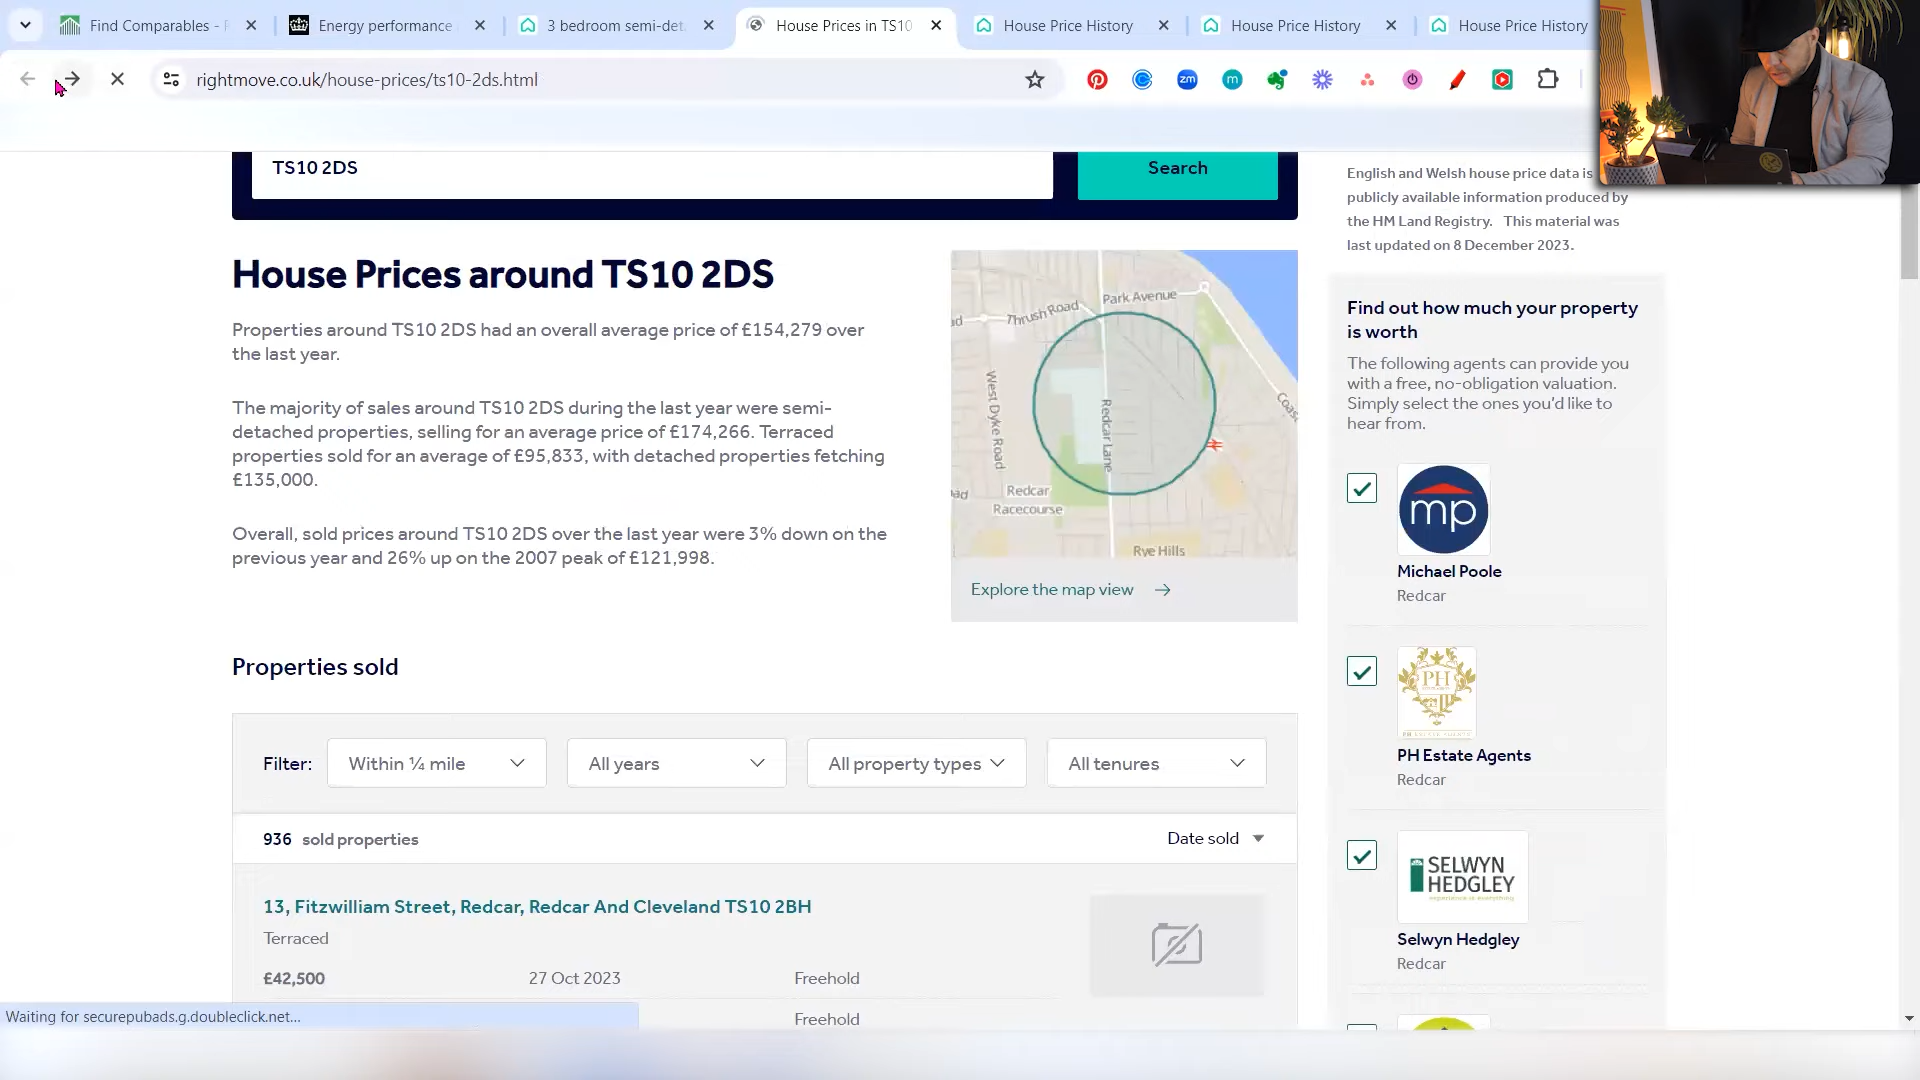 Find Comparables - P
Energy performance
3 bedroom semi-det
House Prices in TS10
House Price History
House Price History
House Price History
rightmove.co.uk/house-prices/ts10-2ds.html
zm
m
TS10 2DS
Search
English and Welsh house price data is
publicly available information produced by
the HM Land Registry. This material was
last updated on 8 December 2023.
House Prices around TS10 2DS
Properties around TS10 2DS had an overall average price of £154,279 over
the last year.
The majority of sales around TS10 2DS during the last year were semi-
detached properties, selling for an average price of £174,266. Terraced
properties sold for an average of £95,833, with detached properties fetching
£135,000.
Overall, sold prices around TS10 2DS over the last year were 3% down on the
previous year and 26% up on the 2007 peak of £121,998.
Park Avenue
Thrush Road
West Dyke Road
Redcar Lane
Redcar
Racecourse
Rye Hills
Explore the map view
Find out how much your property
is worth
The following agents can provide you
with a free, no-obligation valuation.
Simply select the ones you'd like to
hear from.
mp
Michael Poole
Redcar
PH
PH Estate Agents
Redcar
SELWYN
HEDGLEY
Selwyn Hedgley
Redcar
Properties sold
Filter:
Within ¼ mile
All years
All property types
All tenures
936 sold properties
Date sold
13, Fitzwilliam Street, Redcar, Redcar And Cleveland TS10 2BH
Terraced
£42,500
27 Oct 2023
Freehold
Freehold
Waiting for securepubads.g.doubleclick.net...